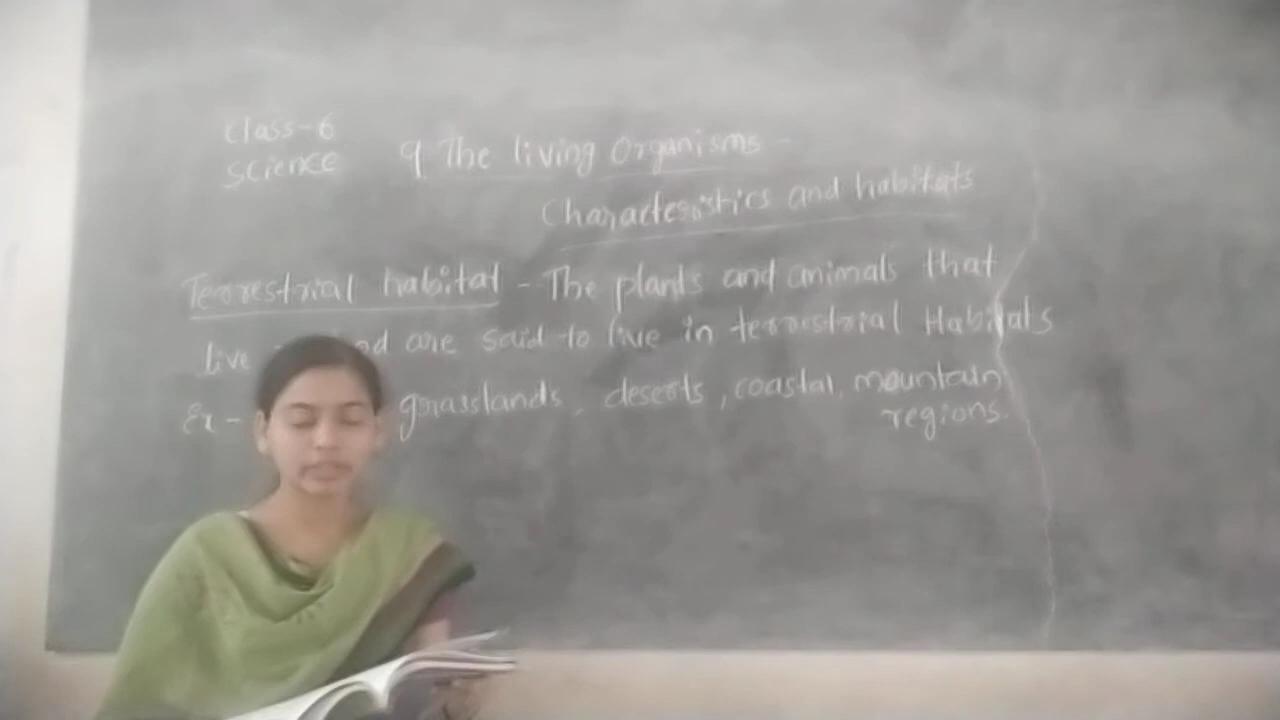 Class-6
Science
9 The living Organisms -
Characteristics and habitats
Terrestrial habitat - The plants and animals that
live are said to live in terrestrial Habitats
Ex- grasslands, deserts, coastal, mountain
regions.